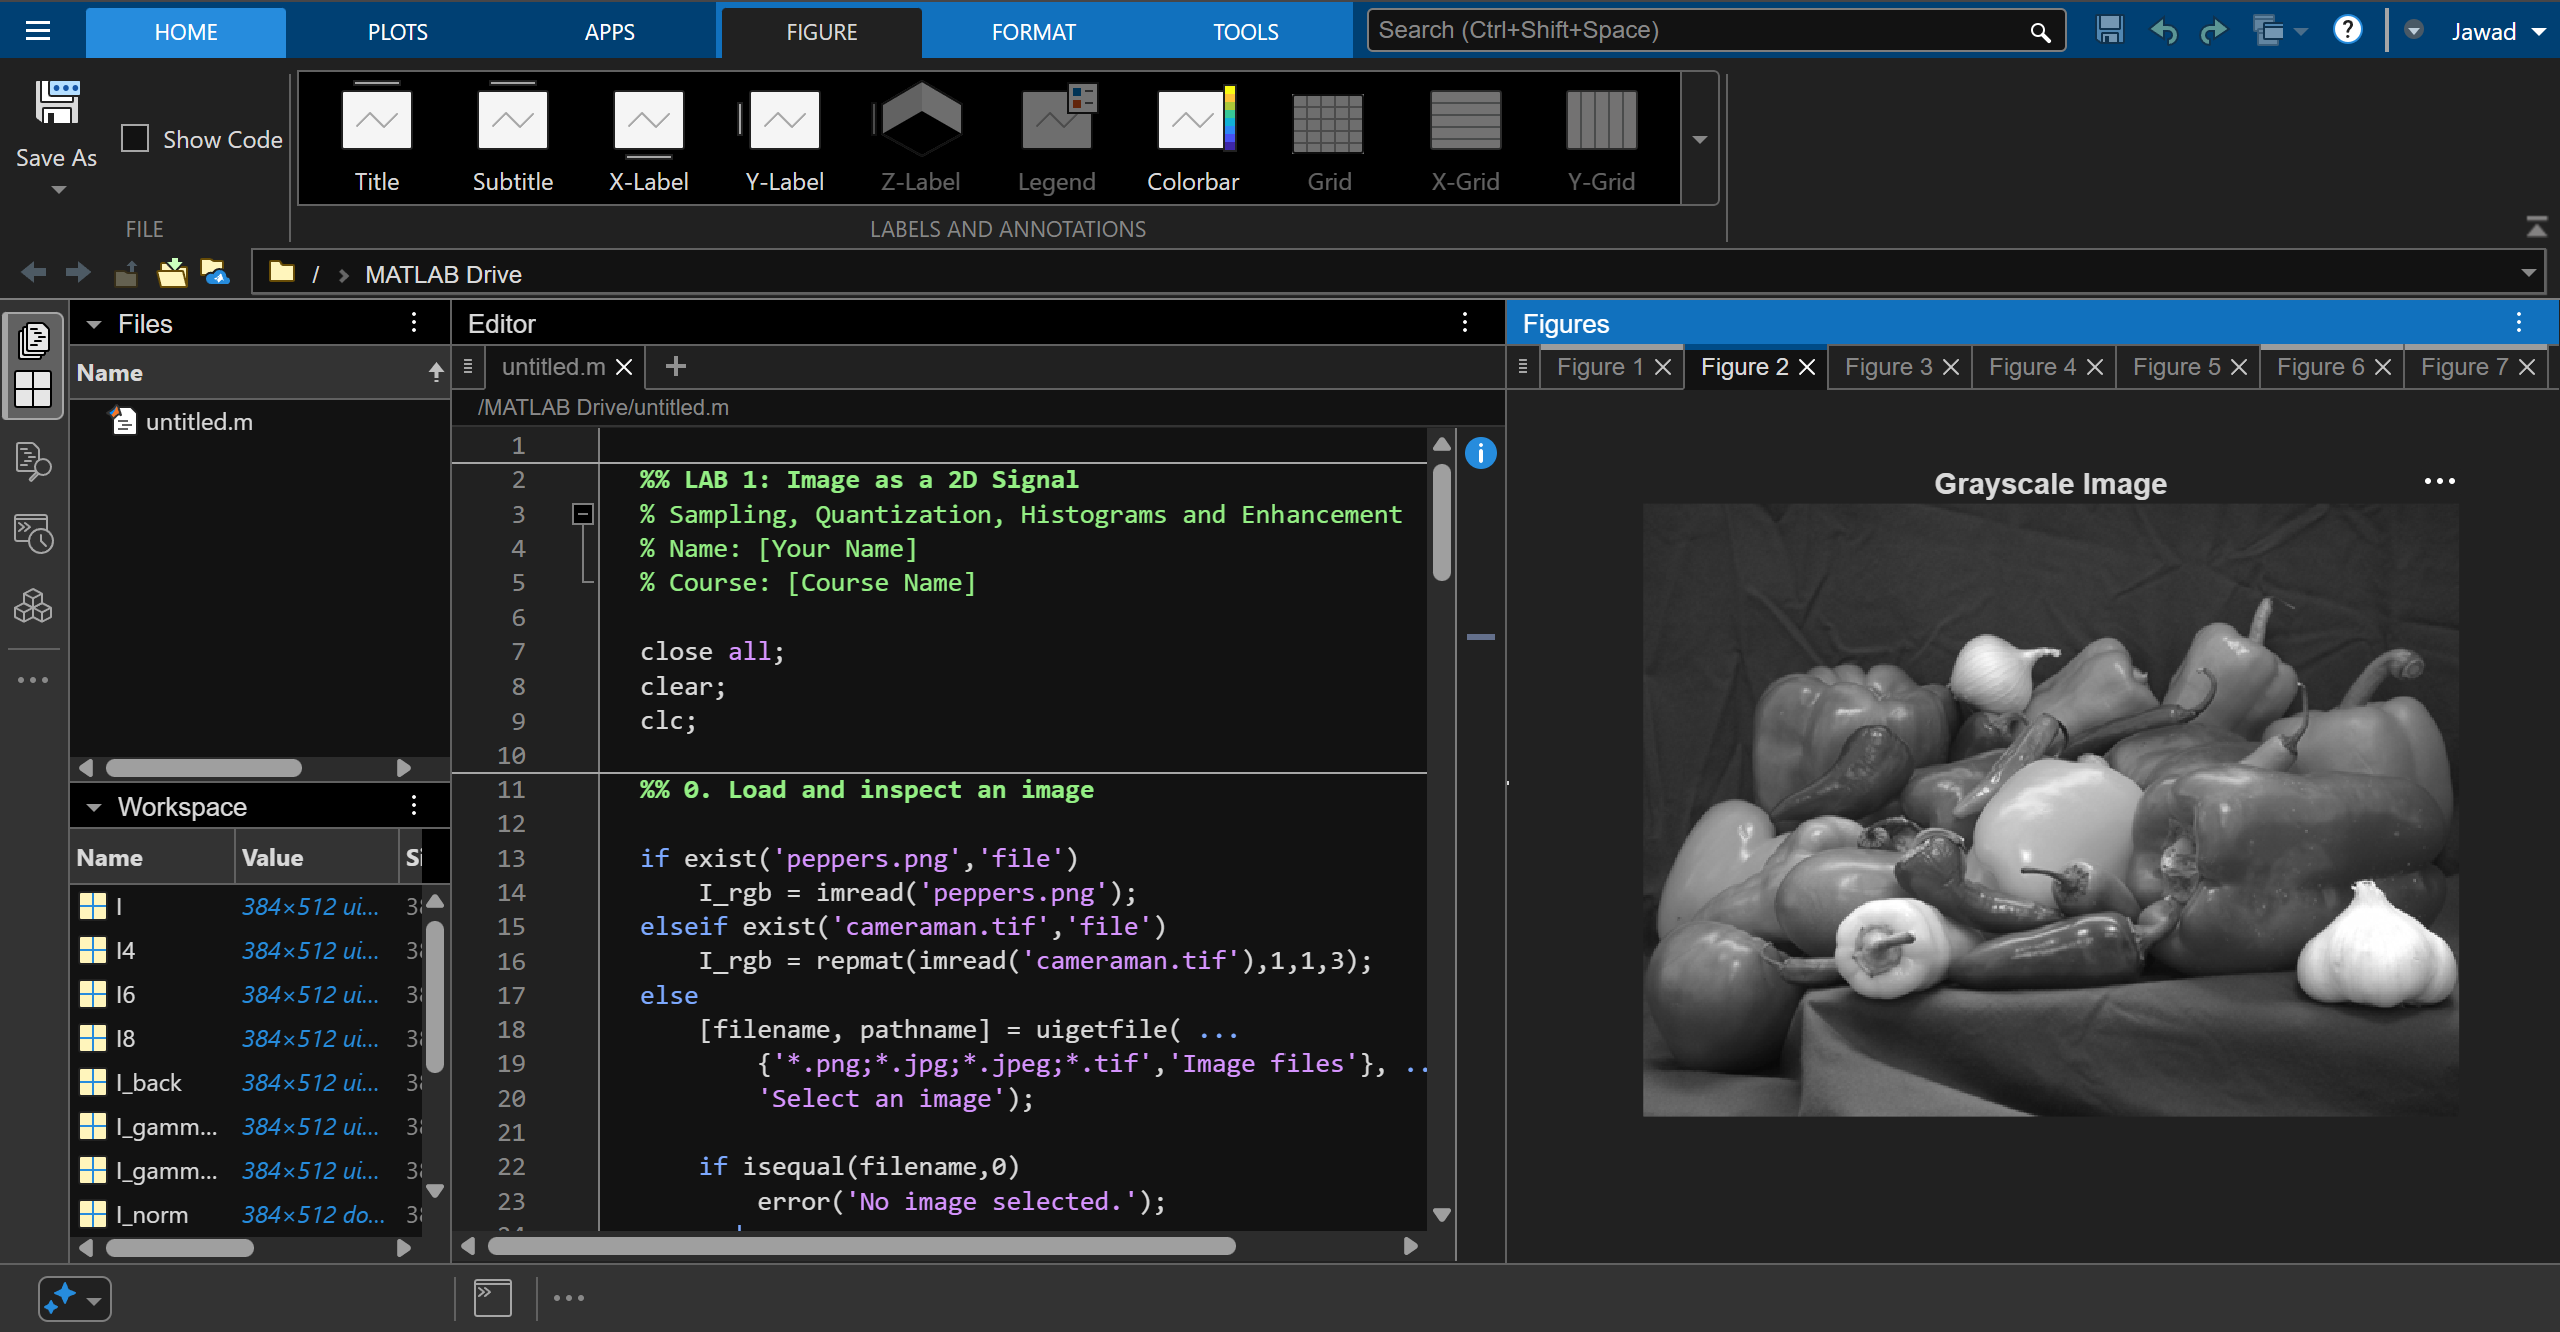 HOME PLOTS APPS FIGURE FORMAT TOOLS Search (Ctrl+Shift+Space) ? Jawad
Save As
Show Code
FILE
Title Subtitle X-Label Y-Label Z-Label Legend Colorbar Grid X-Grid Y-Grid
LABELS AND ANNOTATIONS
/ › MATLAB Drive
Files
Name
untitled.m
Workspace
Name Value Si
I 384×512 ui... 38
I4 384×512 ui... 38
I6 384×512 ui... 38
I8 384×512 ui... 38
I_back 384×512 ui... 38
I_gamm... 384×512 ui... 38
I_gamm... 384×512 ui... 38
I_norm 384×512 do... 38
Editor
untitled.m
/MATLAB Drive/untitled.m
1
2 %% LAB 1: Image as a 2D Signal
3 % Sampling, Quantization, Histograms and Enhancement
4 % Name: [Your Name]
5 % Course: [Course Name]
6
7 close all;
8 clear;
9 clc;
10
11 %% 0. Load and inspect an image
12
13 if exist('peppers.png','file')
14 I_rgb = imread('peppers.png');
15 elseif exist('cameraman.tif','file')
16 I_rgb = repmat(imread('cameraman.tif'),1,1,3);
17 else
18 [filename, pathname] = uigetfile( ...
19 {'*.png;*.jpg;*.jpeg;*.tif','Image files'}, ..
20 'Select an image');
21
22 if isequal(filename,0)
23 error('No image selected.');
Figures
Figure 1 Figure 2 Figure 3 Figure 4 Figure 5 Figure 6 Figure 7
Grayscale Image